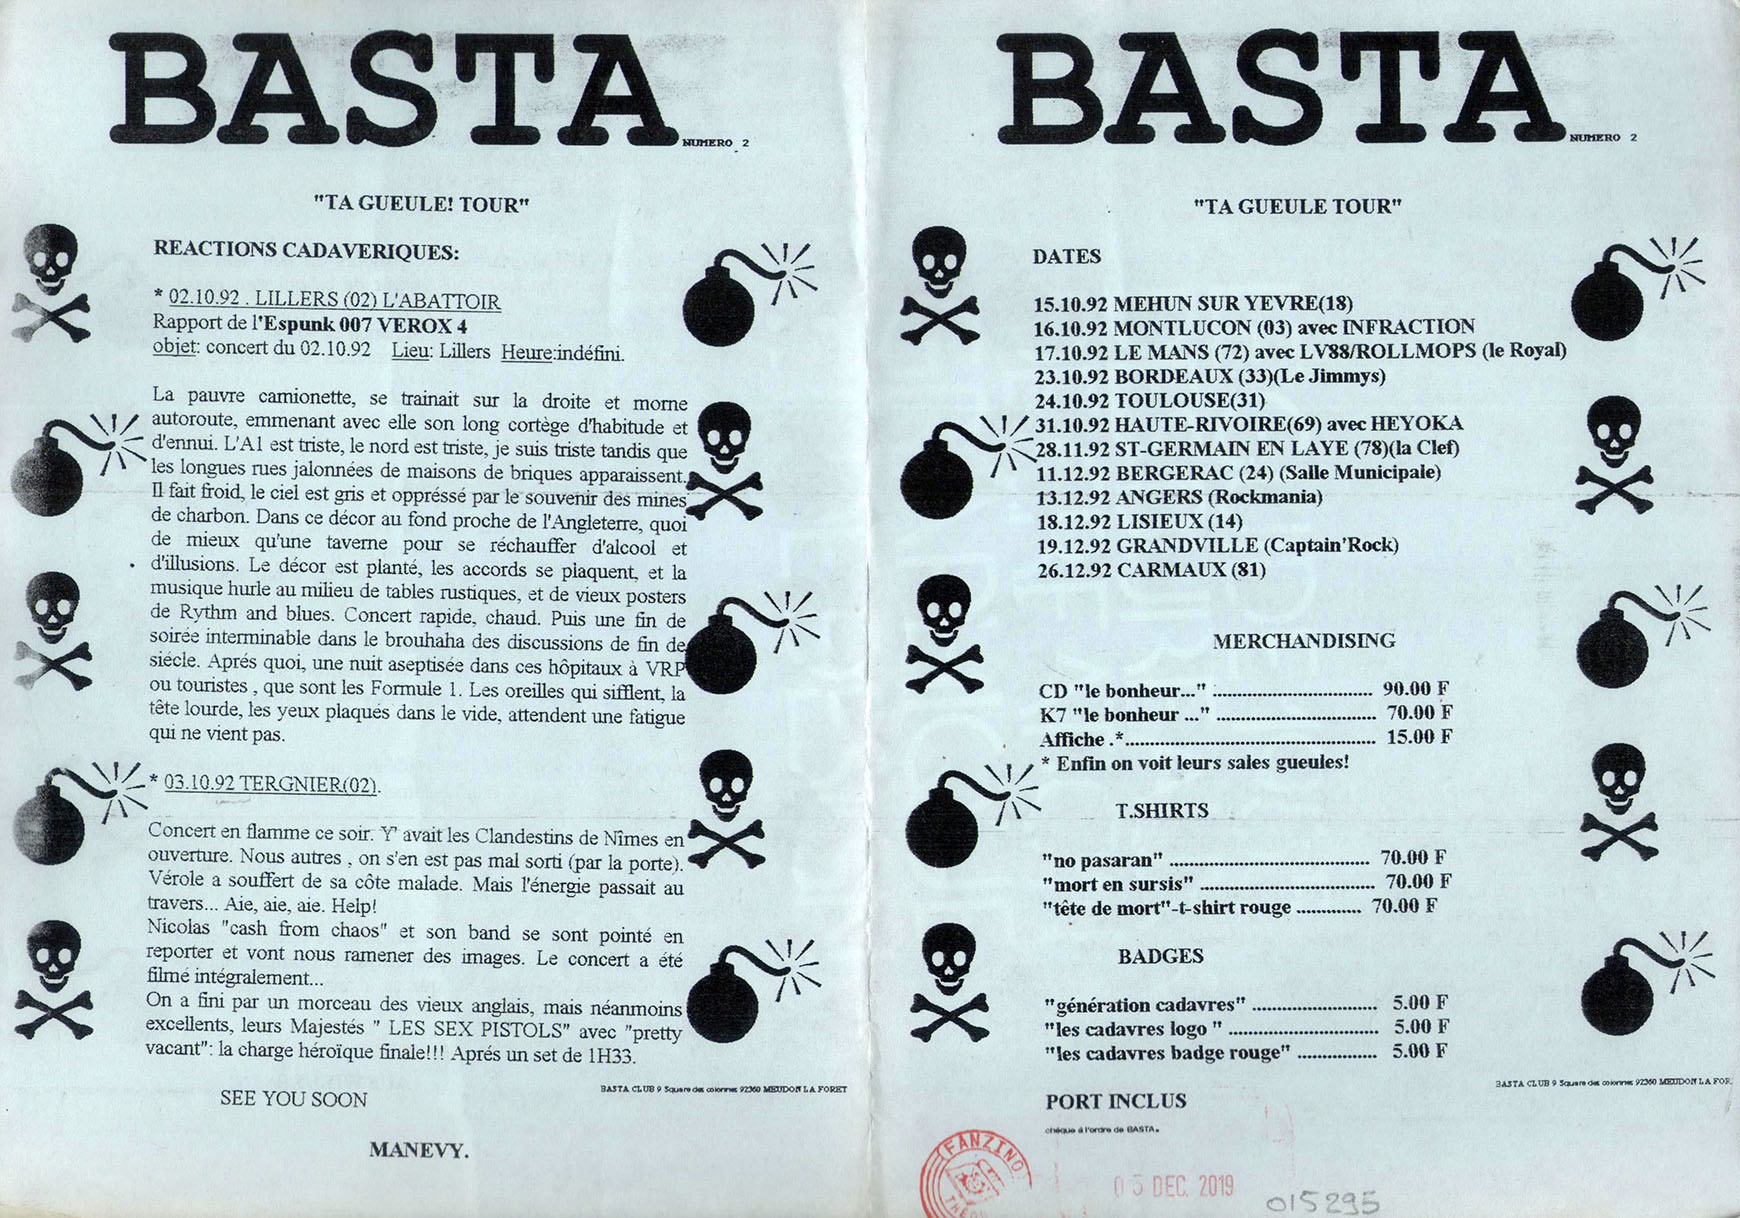 BASTA
NUMERO 2
"TA GUEULE! TOUR"
REACTIONS CADAVERIQUES:
* 02.10.92 . LILLERS (02) L'ABATTOIR
Rapport de l'Espunk 007 VEROX 4
objet: concert du 02.10.92 Lieu: Lillers Heure:indéfini.
La pauvre camionette, se trainait sur la droite et morne
autoroute, emmenant avec elle son long cortège d'habitude et
d'ennui. L'A1 est triste, le nord est triste, je suis triste tandis que
les longues rues jalonnées de maisons de briques apparaissent.
Il fait froid, le ciel est gris et oppréssé par le souvenir des mines
de charbon. Dans ce décor au fond proche de l'Angleterre, quoi
de mieux qu'une taverne pour se réchauffer d'alcool et
d'illusions. Le décor est planté, les accords se plaquent, et la
musique hurle au milieu de tables rustiques, et de vieux posters
de Rythm and blues. Concert rapide, chaud. Puis une fin de
soirée interminable dans le brouhaha des discussions de fin de
siécle. Aprés quoi, une nuit aseptisée dans ces hôpitaux à VRP
ou touristes , que sont les Formule 1. Les oreilles qui sifflent, la
tête lourde, les yeux plaqués dans le vide, attendent une fatigue
qui ne vient pas.
* 03.10.92 TERGNIER(02).
Concert en flamme ce soir. Y' avait les Clandestins de Nîmes en
ouverture. Nous autres , on s'en est pas mal sorti (par la porte).
Vérole a souffert de sa côte malade. Mais l'énergie passait au
travers... Aie, aie, aie. Help!
Nicolas "cash from chaos" et son band se sont pointé en
reporter et vont nous ramener des images. Le concert a été
filmé intégralement...
On a fini par un morceau des vieux anglais, mais néanmoins
excellents, leurs Majestés " LES SEX PISTOLS" avec "pretty
vacant": la charge héroïque finale!!! Aprés un set de 1H33.
BASTA CLUB 9 Square des colonnes 92360 MEUDON LA FORET
SEE YOU SOON
MANEVY.
BASTA
NUMERO 2
"TA GUEULE TOUR"
DATES
15.10.92 MEHUN SUR YEVRE(18)
16.10.92 MONTLUCON (03) avec INFRACTION
17.10.92 LE MANS (72) avec LV88/ROLLMOPS (le Royal)
23.10.92 BORDEAUX (33)(Le Jimmys)
24.10.92 TOULOUSE(31)
31.10.92 HAUTE-RIVOIRE(69) avec HEYOKA
28.11.92 ST-GERMAIN EN LAYE (78)(la Clef)
11.12.92 BERGERAC (24) (Salle Municipale)
13.12.92 ANGERS (Rockmania)
18.12.92 LISIEUX (14)
19.12.92 GRANDVILLE (Captain'Rock)
26.12.92 CARMAUX (81)
MERCHANDISING
CD "le bonheur..." ................................ 90.00 F
K7 "le bonheur ..." ................................ 70.00 F
Affiche .*.................................................. 15.00 F
* Enfin on voit leurs sales gueules!
T.SHIRTS
"no pasaran" ........................................ 70.00 F
"mort en sursis" ................................... 70.00 F
"tête de mort"-t-shirt rouge ............. 70.00 F
BADGES
"génération cadavres" ......................... 5.00 F
"les cadavres logo " .............................. 5.00 F
"les cadavres badge rouge" ................ 5.00 F
BASTA CLUB 9 Square des colonnes 92360 MEUDON LA FOR
PORT INCLUS
chèque à l'ordre de BASTA.
FANZINO
THÈQUE
05 DEC. 2019
015295